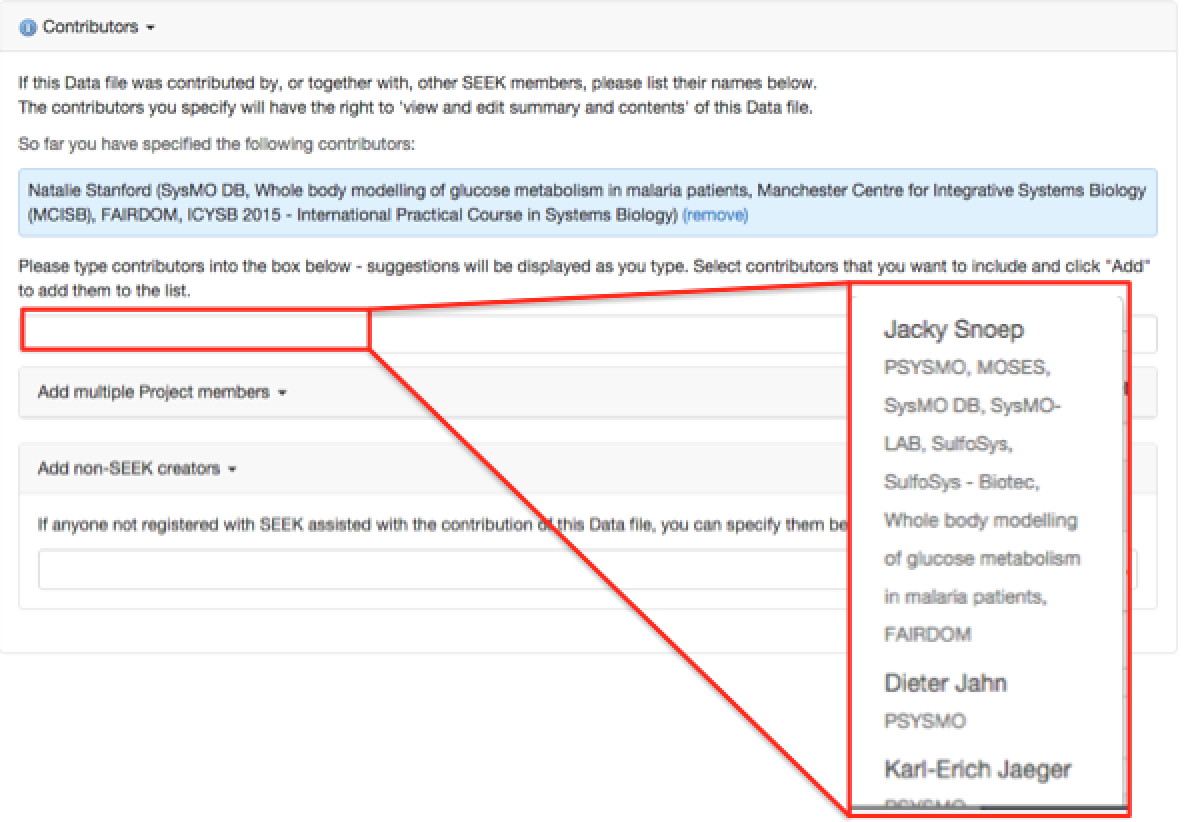 Contributors
If this Data file was contributed by, or together with, other SEEK members, please list their names below.
The contributors you specify will have the right to 'view and edit summary and contents' of this Data file.
So far you have specified the following contributors:
Natalie Stanford (SysMO DB, Whole body modelling of glucose metabolism in malaria patients, Manchester Centre for Integrative Systems Biology
(MCISB), FAIRDOM, ICYSB 2015 - International Practical Course in Systems Biology) (remove)
Please type contributors into the box below - suggestions will be displayed as you type. Select contributors that you want to include and click "Add"
to add them to the list.
Add multiple Project members
Add non-SEEK creators
If anyone not registered with SEEK assisted with the contribution of this Data file, you can specify them be
Jacky Snoep
PSYSMO, MOSES,
SysMO DB, SysMO-
LAB, SulfoSys,
SulfoSys - Biotec,
Whole body modelling
of glucose metabolism
in malaria patients,
FAIRDOM
Dieter Jahn
PSYSMO
Karl-Erich Jaeger
PSYSMO